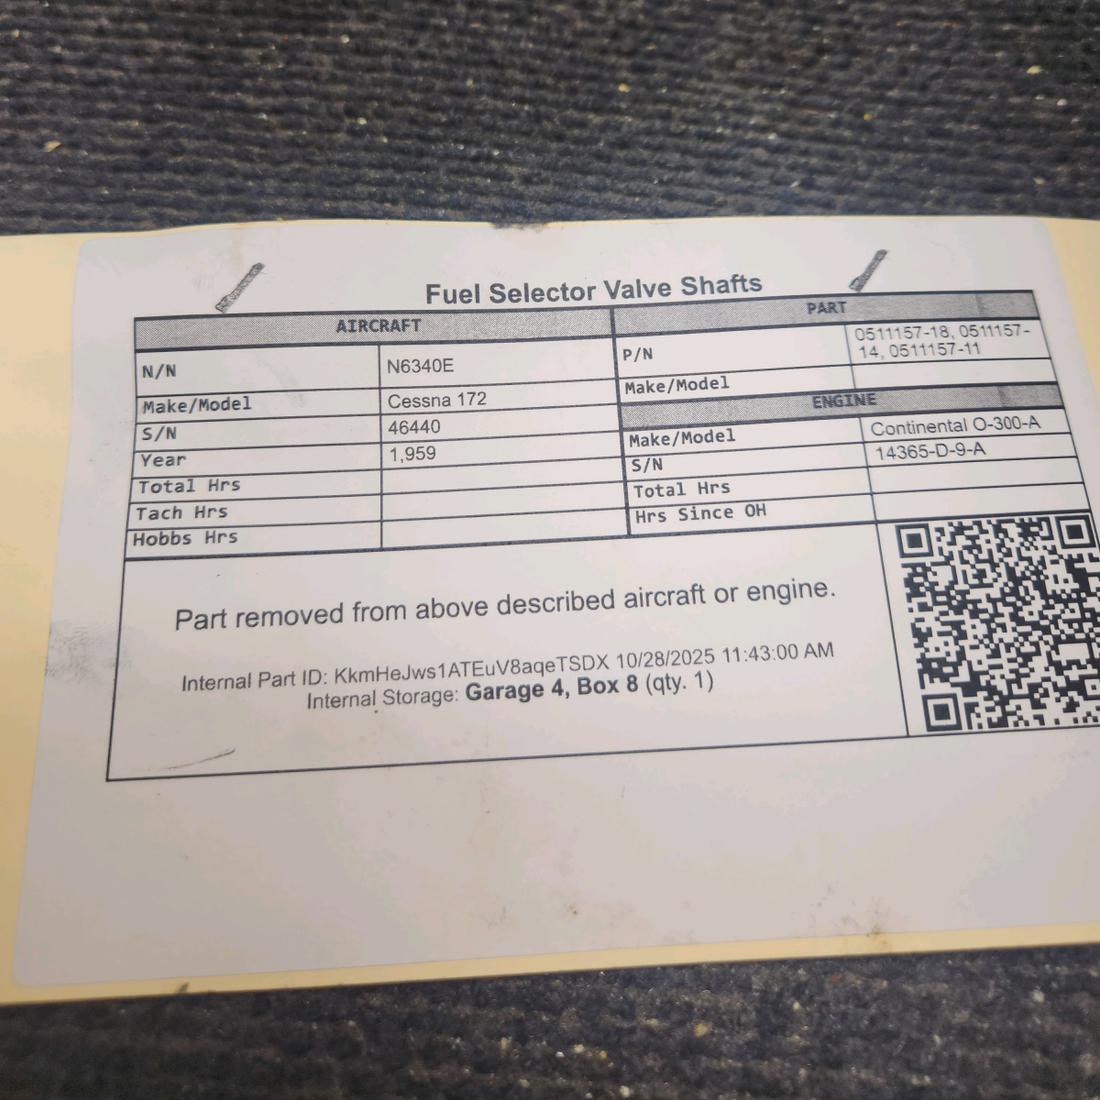 Fuel Selector Valve Shafts
AIRCRAFT
N/N N6340E
Make/Model Cessna 172
S/N 46440
Year 1,959
Total Hrs
Tach Hrs
Hobbs Hrs
PART
P/N 0511157-18, 0511157-
14, 0511157-11
Make/Model
ENGINE
Make/Model Continental O-300-A
S/N 14365-D-9-A
Total Hrs
Hrs Since OH
Part removed from above described aircraft or engine.
Internal Part ID: KkmHeJws1ATEuV8aqeTSDX 10/28/2025 11:43:00 AM
Internal Storage: Garage 4, Box 8 (qty. 1)